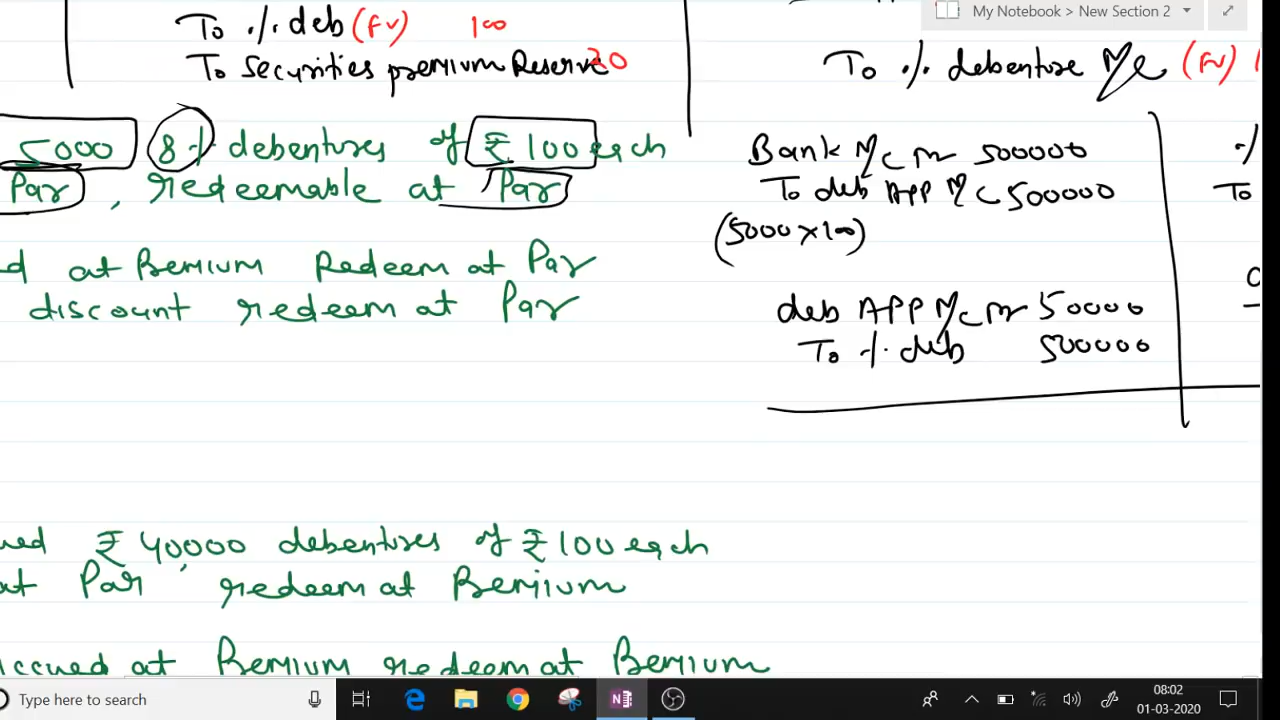 My Notebook > New Section 2
To ./. deb (FV) 100
To Securities premium Reserve 20
To ./. debenture A/c (FV)
5000 8 ./. debentures of ₹ 100 each
Par, redeemable at Par
ed at Premium Redeem at Par
discount redeem at Par
Bank A/c Dr 500000
To deb APP A/c 500000
(5000 x 100)
deb APP A/c Dr 500000
To ./. deb 500000
./
To
ued ₹ 40000 debentures of ₹ 100 each
at Par, redeem at Premium
issued at Premium redeem at Premium
Type here to search
08:02
01-03-2020